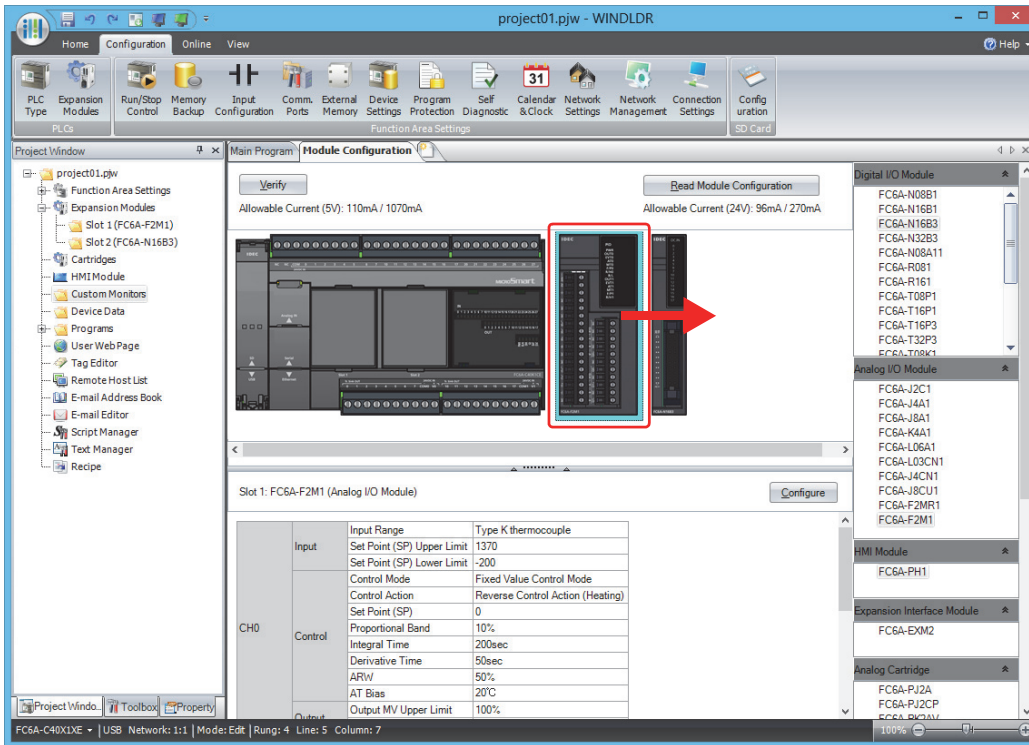 project01.pjw - WINDLDR
Home Configuration Online View Help
PLC Type
Expansion Modules
Run/Stop Control
Memory Backup
Input Configuration
Comm. Ports
External Memory
Device Settings
Program Protection
Self Diagnostic
31
Calendar & Clock
Network Settings
Network Management
Connection Settings
Config uration
PLCs
Function Area Settings
SD Card
Project Window
project01.pjw
Function Area Settings
Expansion Modules
Slot 1 (FC6A-F2M1)
Slot 2 (FC6A-N16B3)
Cartridges
HMI Module
Custom Monitors
Device Data
Programs
User Web Page
Tag Editor
Remote Host List
E-mail Address Book
E-mail Editor
Script Manager
Text Manager
Recipe
Project Windo...
Toolbox
Property
Main Program
Module Configuration
Verify
Read Module Configuration
Allowable Current (5V): 110mA / 1070mA
Allowable Current (24V): 96mA / 270mA
Slot 1: FC6A-F2M1 (Analog I/O Module)
Configure
CH0
Input
Input Range Type K thermocouple
Set Point (SP) Upper Limit 1370
Set Point (SP) Lower Limit -200
Control
Control Mode Fixed Value Control Mode
Control Action Reverse Control Action (Heating)
Set Point (SP) 0
Proportional Band 10%
Integral Time 200sec
Derivative Time 50sec
ARW 50%
AT Bias 20°C
Output
Output MV Upper Limit 100%
Digital I/O Module
FC6A-N08B1
FC6A-N16B1
FC6A-N16B3
FC6A-N32B3
FC6A-N08A11
FC6A-R081
FC6A-R161
FC6A-T08P1
FC6A-T16P1
FC6A-T16P3
FC6A-T32P3
FC6A-T08K1
Analog I/O Module
FC6A-J2C1
FC6A-J4A1
FC6A-J8A1
FC6A-K4A1
FC6A-L06A1
FC6A-L03CN1
FC6A-J4CN1
FC6A-J8CU1
FC6A-F2MR1
FC6A-F2M1
HMI Module
FC6A-PH1
Expansion Interface Module
FC6A-EXM2
Analog Cartridge
FC6A-PJ2A
FC6A-PJ2CP
FC6A-PK2AV
FC6A-C40X1XE
USB Network: 1:1
Mode: Edit
Rung: 4 Line: 5 Column: 7
100%